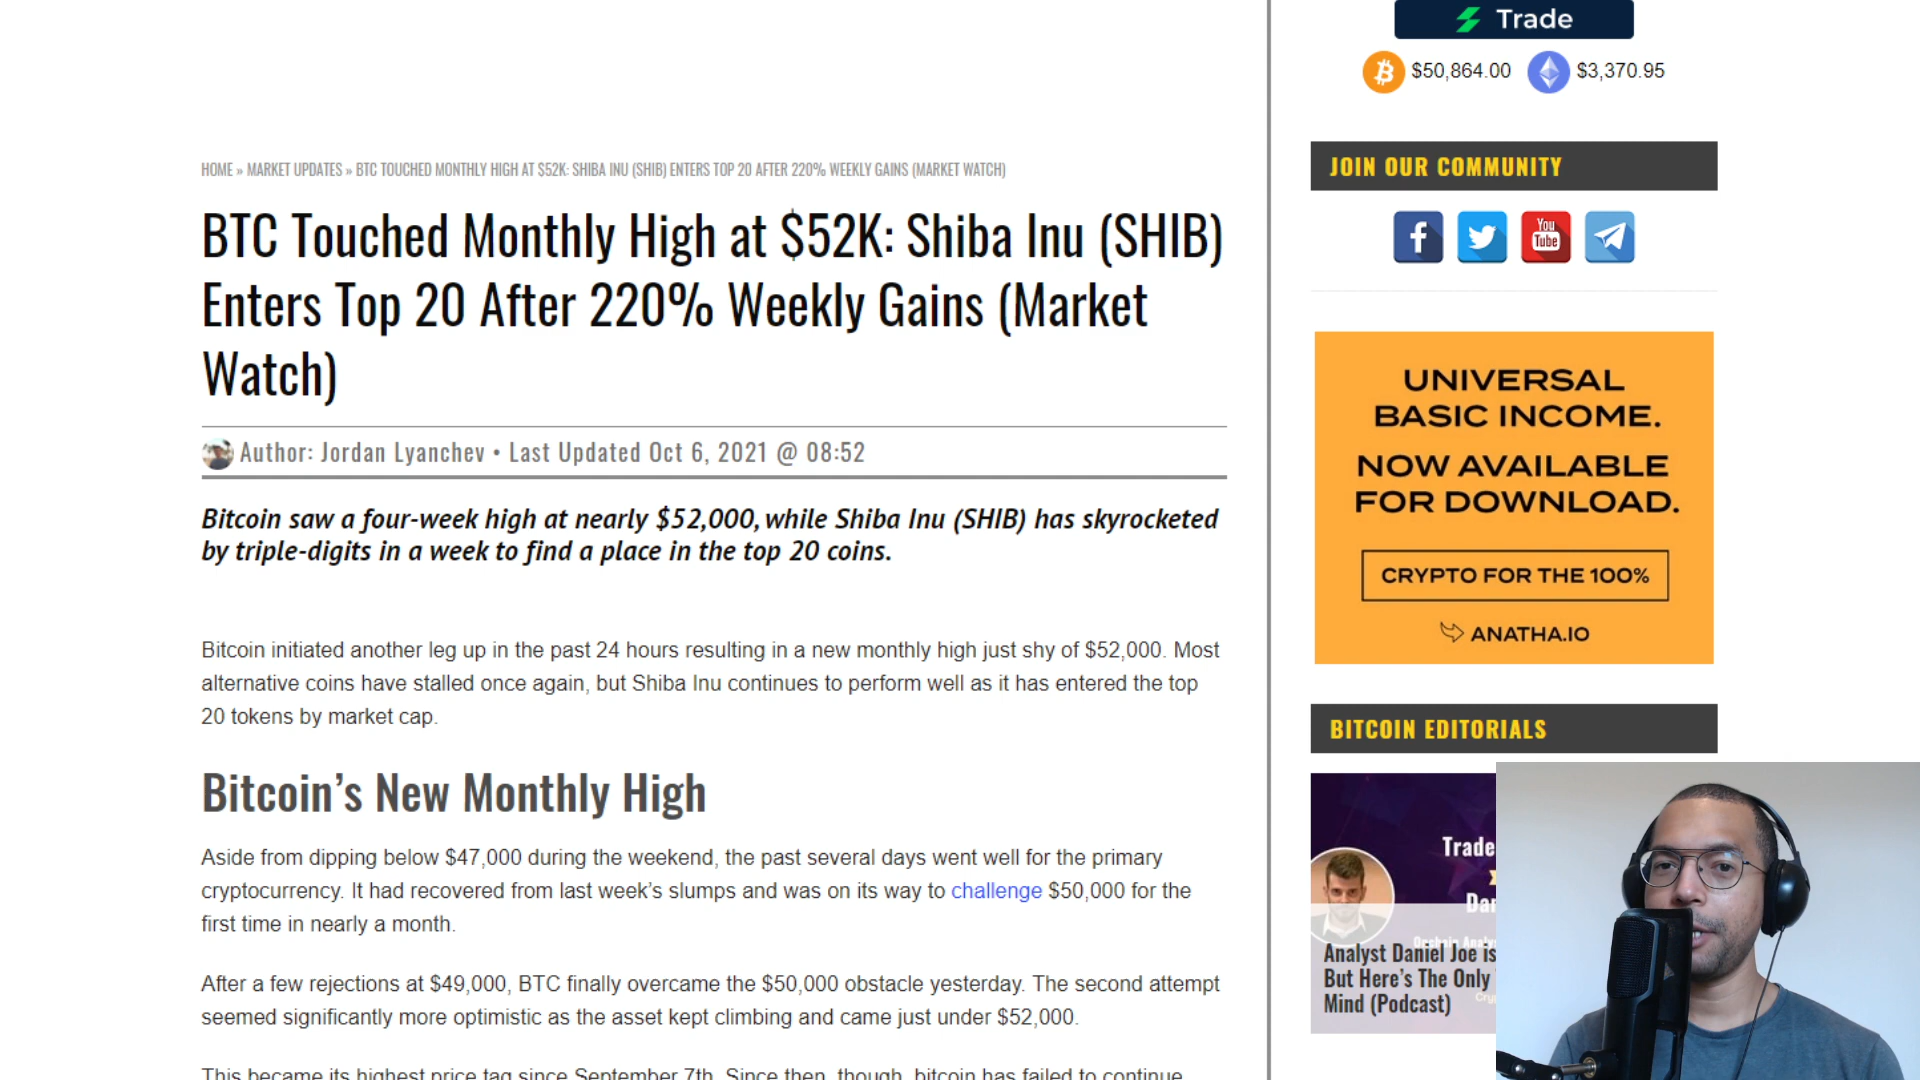 Trade
$50,864.00 $3,370.95
HOME » MARKET UPDATES » BTC TOUCHED MONTHLY HIGH AT $52K: SHIBA INU (SHIB) ENTERS TOP 20 AFTER 220% WEEKLY GAINS (MARKET WATCH)
BTC Touched Monthly High at $52K: Shiba Inu (SHIB)
Enters Top 20 After 220% Weekly Gains (Market
Watch)
Author: Jordan Lyanchev • Last Updated Oct 6, 2021 @ 08:52
Bitcoin saw a four-week high at nearly $52,000, while Shiba Inu (SHIB) has skyrocketed
by triple-digits in a week to find a place in the top 20 coins.
Bitcoin initiated another leg up in the past 24 hours resulting in a new monthly high just shy of $52,000. Most
alternative coins have stalled once again, but Shiba Inu continues to perform well as it has entered the top
20 tokens by market cap.
Bitcoin’s New Monthly High
Aside from dipping below $47,000 during the weekend, the past several days went well for the primary
cryptocurrency. It had recovered from last week’s slumps and was on its way to challenge $50,000 for the
first time in nearly a month.
After a few rejections at $49,000, BTC finally overcame the $50,000 obstacle yesterday. The second attempt
seemed significantly more optimistic as the asset kept climbing and came just under $52,000.
This became its highest price tag since September 7th. Since then, though, bitcoin has failed to continue
JOIN OUR COMMUNITY
You
Tube
UNIVERSAL
BASIC INCOME.
NOW AVAILABLE
FOR DOWNLOAD.
CRYPTO FOR THE 100%
ANATHA.IO
BITCOIN EDITORIALS
Trade
Dan
Analyst Daniel Joe is
But Here’s The Only
Mind (Podcast)